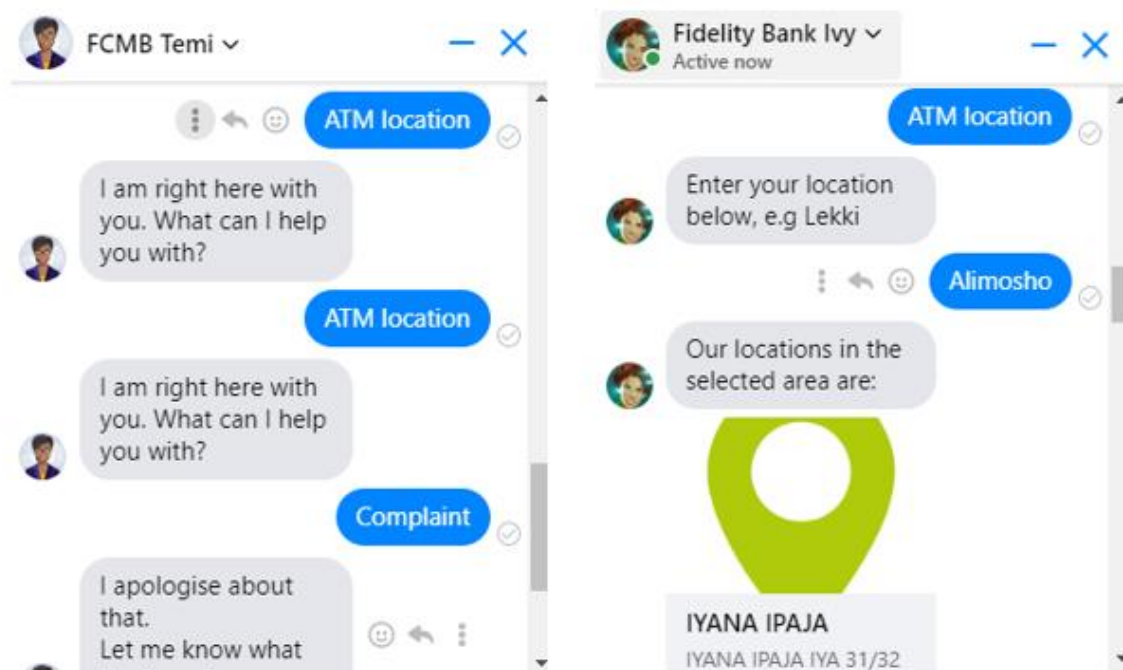 FCMB Temi
ATM location
I am right here with
you. What can I help
you with?
ATM location
I am right here with
you. What can I help
you with?
Complaint
I apologise about
that.
Let me know what
Fidelity Bank Ivy
Active now
ATM location
Enter your location
below, e.g Lekki
Alimosho
Our locations in the
selected area are:
IYANA IPAJA
IYANA IPAJA IYA 31/32